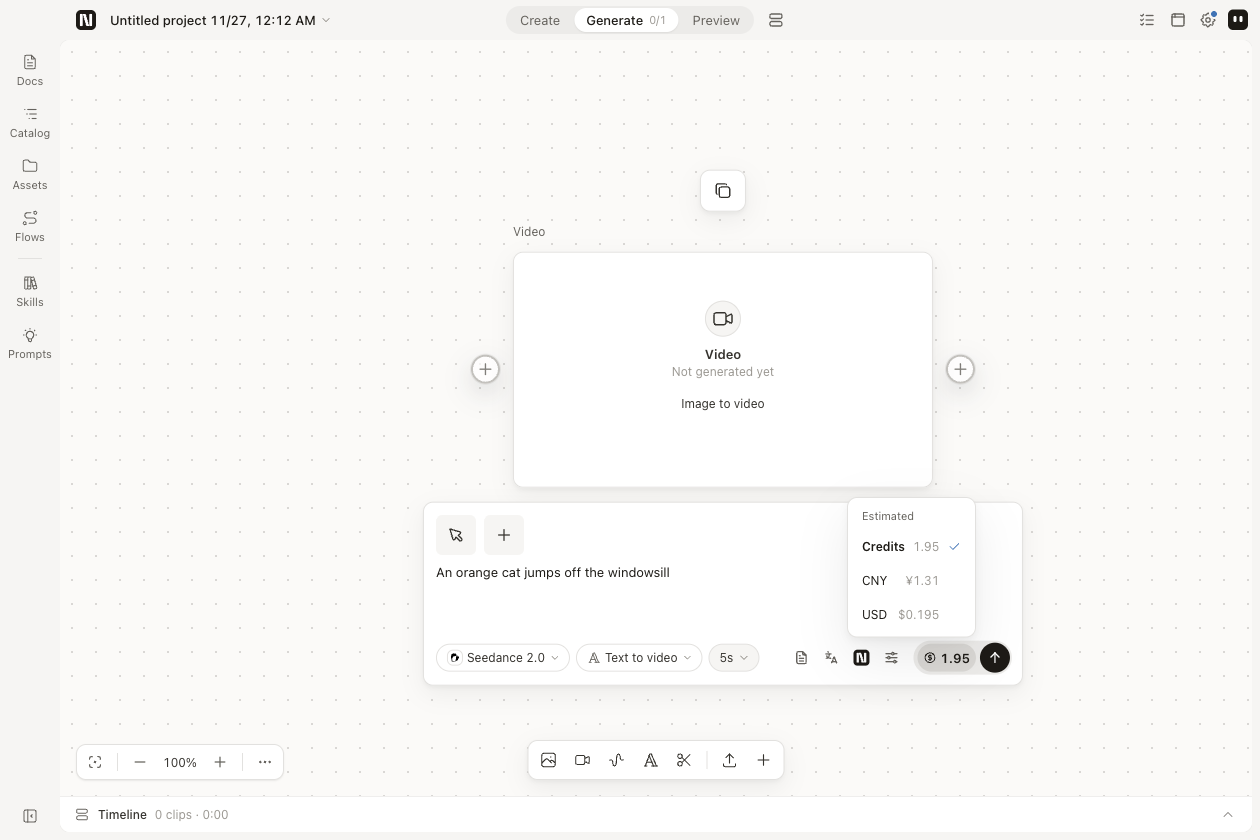 Untitled project 11/27, 12:12 AM
Create
Generate 0/1
Preview
Docs
Catalog
Assets
Flows
Skills
Prompts
Video
Video
Not generated yet
Image to video
Estimated
Credits 1.95
CNY ¥1.31
USD $0.195
An orange cat jumps off the windowsill
Seedance 2.0
Text to video
5s
1.95
100%
Timeline 0 clips · 0:00